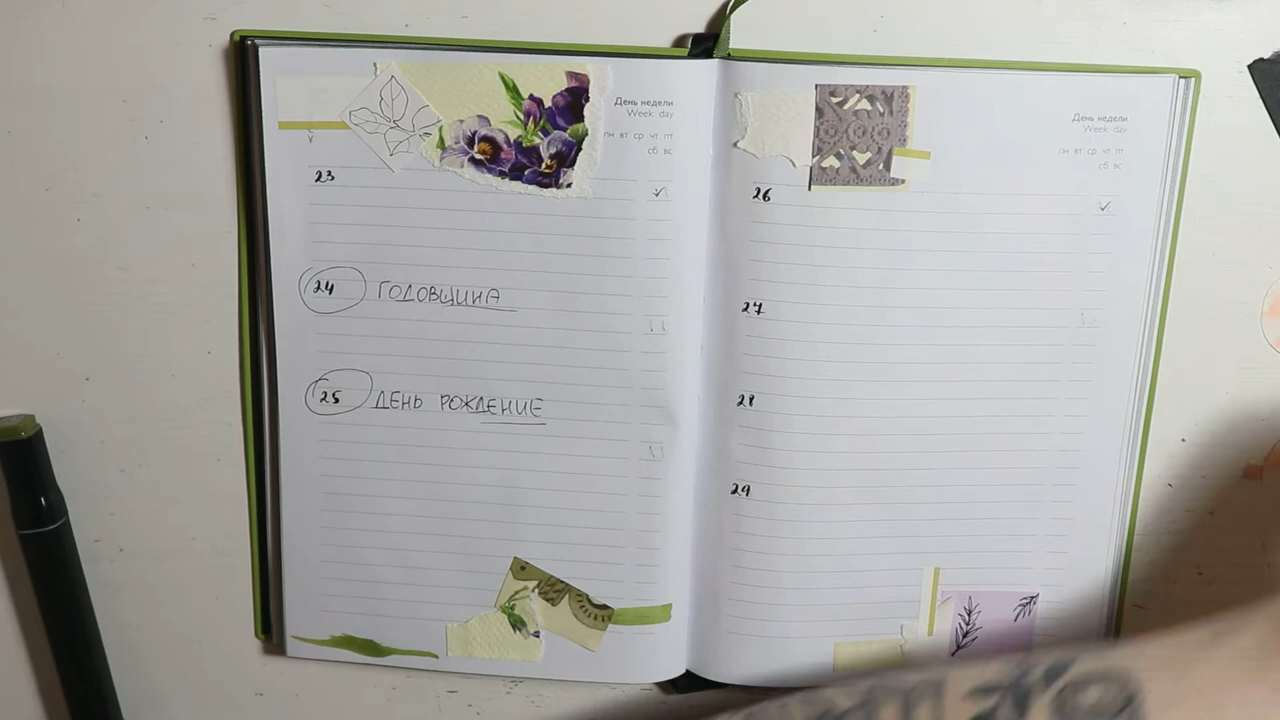 День недели
Week day
пн вт ср чт пт
сб вс
23
24 ГОДОВЩИНА
25 ДЕНЬ РОЖДЕНИЕ
День недели
Week day
пн вт ср чт пт
сб вс
26
27
28
29